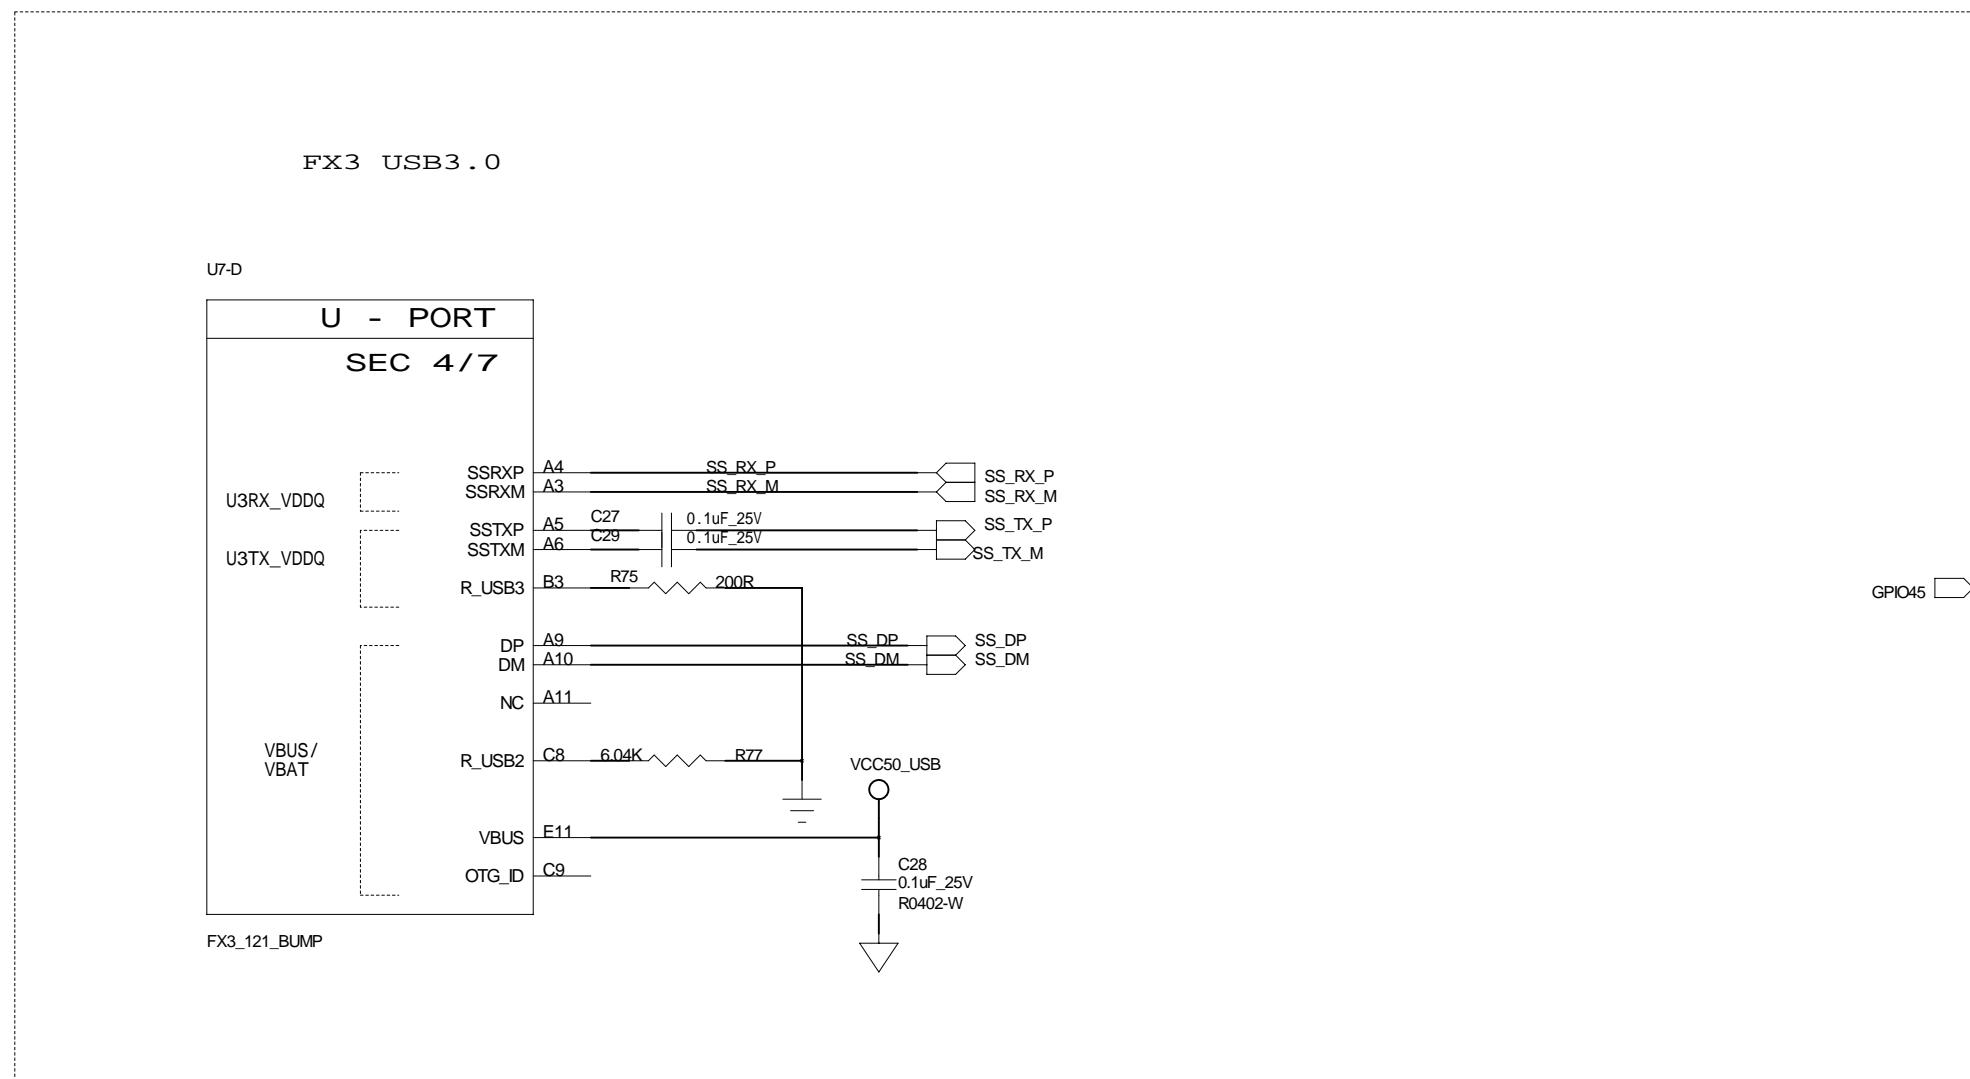 FX3 USB3.0
U7-D
U - PORT
SEC 4/7
SSRXP A4 SS_RX_P SS_RX_P
U3RX_VDDQ SSRXM A3 SS_RX_M SS_RX_M
SSTXP A5 C27 0.1uF_25V SS_TX_P
U3TX_VDDQ SSTXM A6 C29 0.1uF_25V SS_TX_M
R_USB3 B3 R75 200R
GPIO45
DP A9 SS_DP SS_DP
DM A10 SS_DM SS_DM
NC A11
VBUS/
VBAT
R_USB2 C8 6.04K R77
VCC50_USB
VBUS E11
C28
OTG_ID C9 0.1uF_25V
R0402-W
FX3_121_BUMP